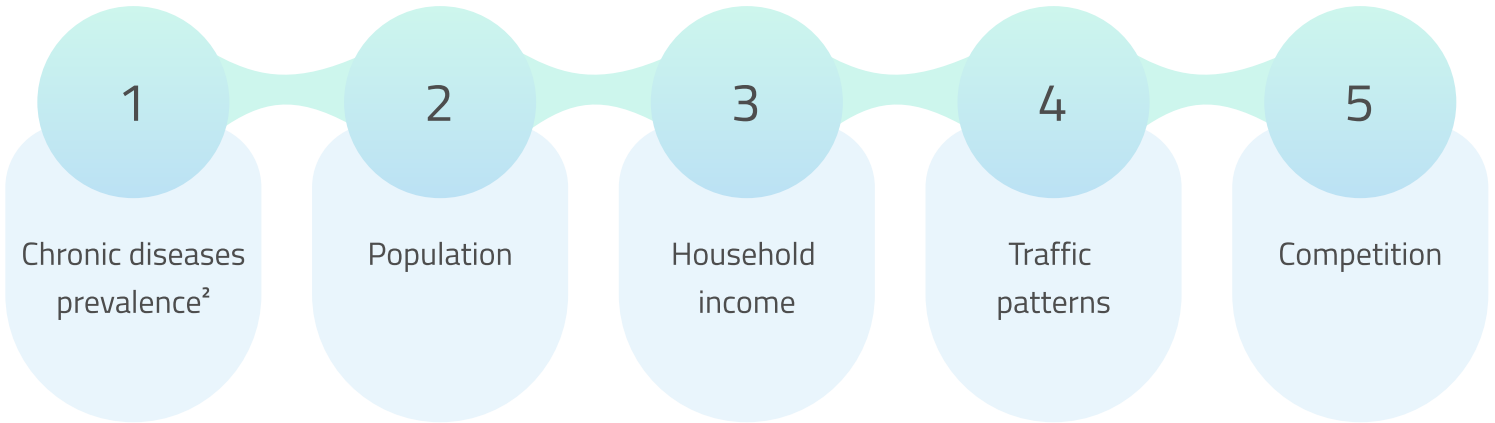 1
Chronic diseases
prevalence²
2
Population
3
Household
income
4
Traffic
patterns
5
Competition